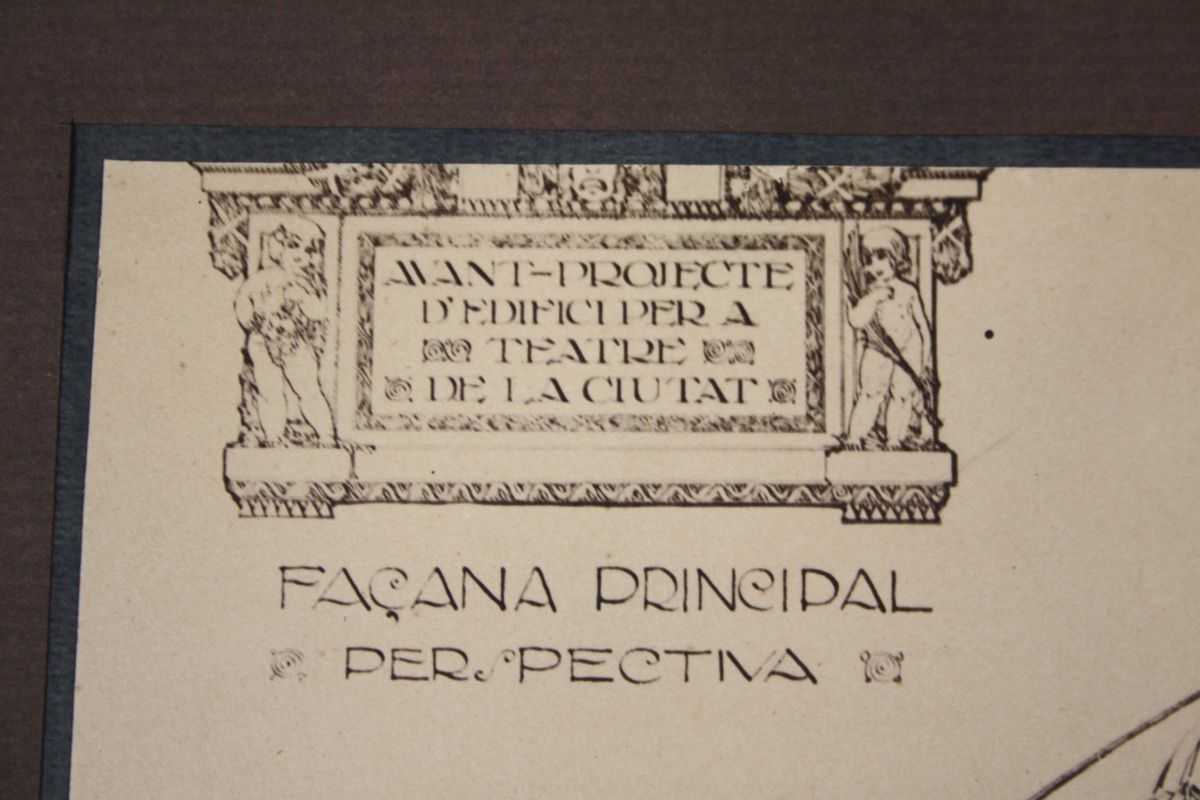 AVANT-PROJECTE
D'EDIFICI PER A
TEATRE
DE LA CIUTAT
FAÇANA PRINCIPAL
PERSPECTIVA